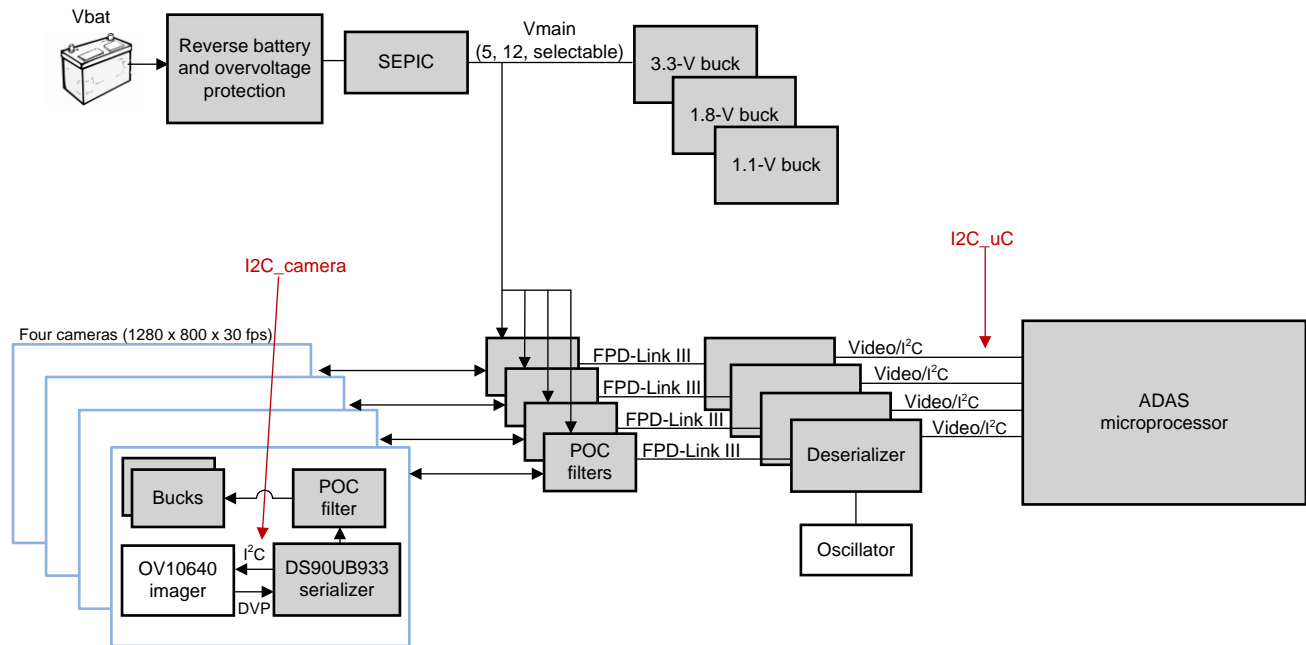 Vbat
Reverse battery
and overvoltage
protection
SEPIC
Vmain
(5, 12, selectable)
3.3-V buck
1.8-V buck
1.1-V buck
I2C_camera
I2C_uC
Four cameras (1280 x 800 x 30 fps)
FPD-Link III
FPD-Link III
FPD-Link III
FPD-Link III
Video/I²C
Video/I²C
Video/I²C
Video/I²C
ADAS
microprocessor
POC
filters
Deserializer
Oscillator
Bucks
POC
filter
I²C
OV10640
imager
DVP
DS90UB933
serializer